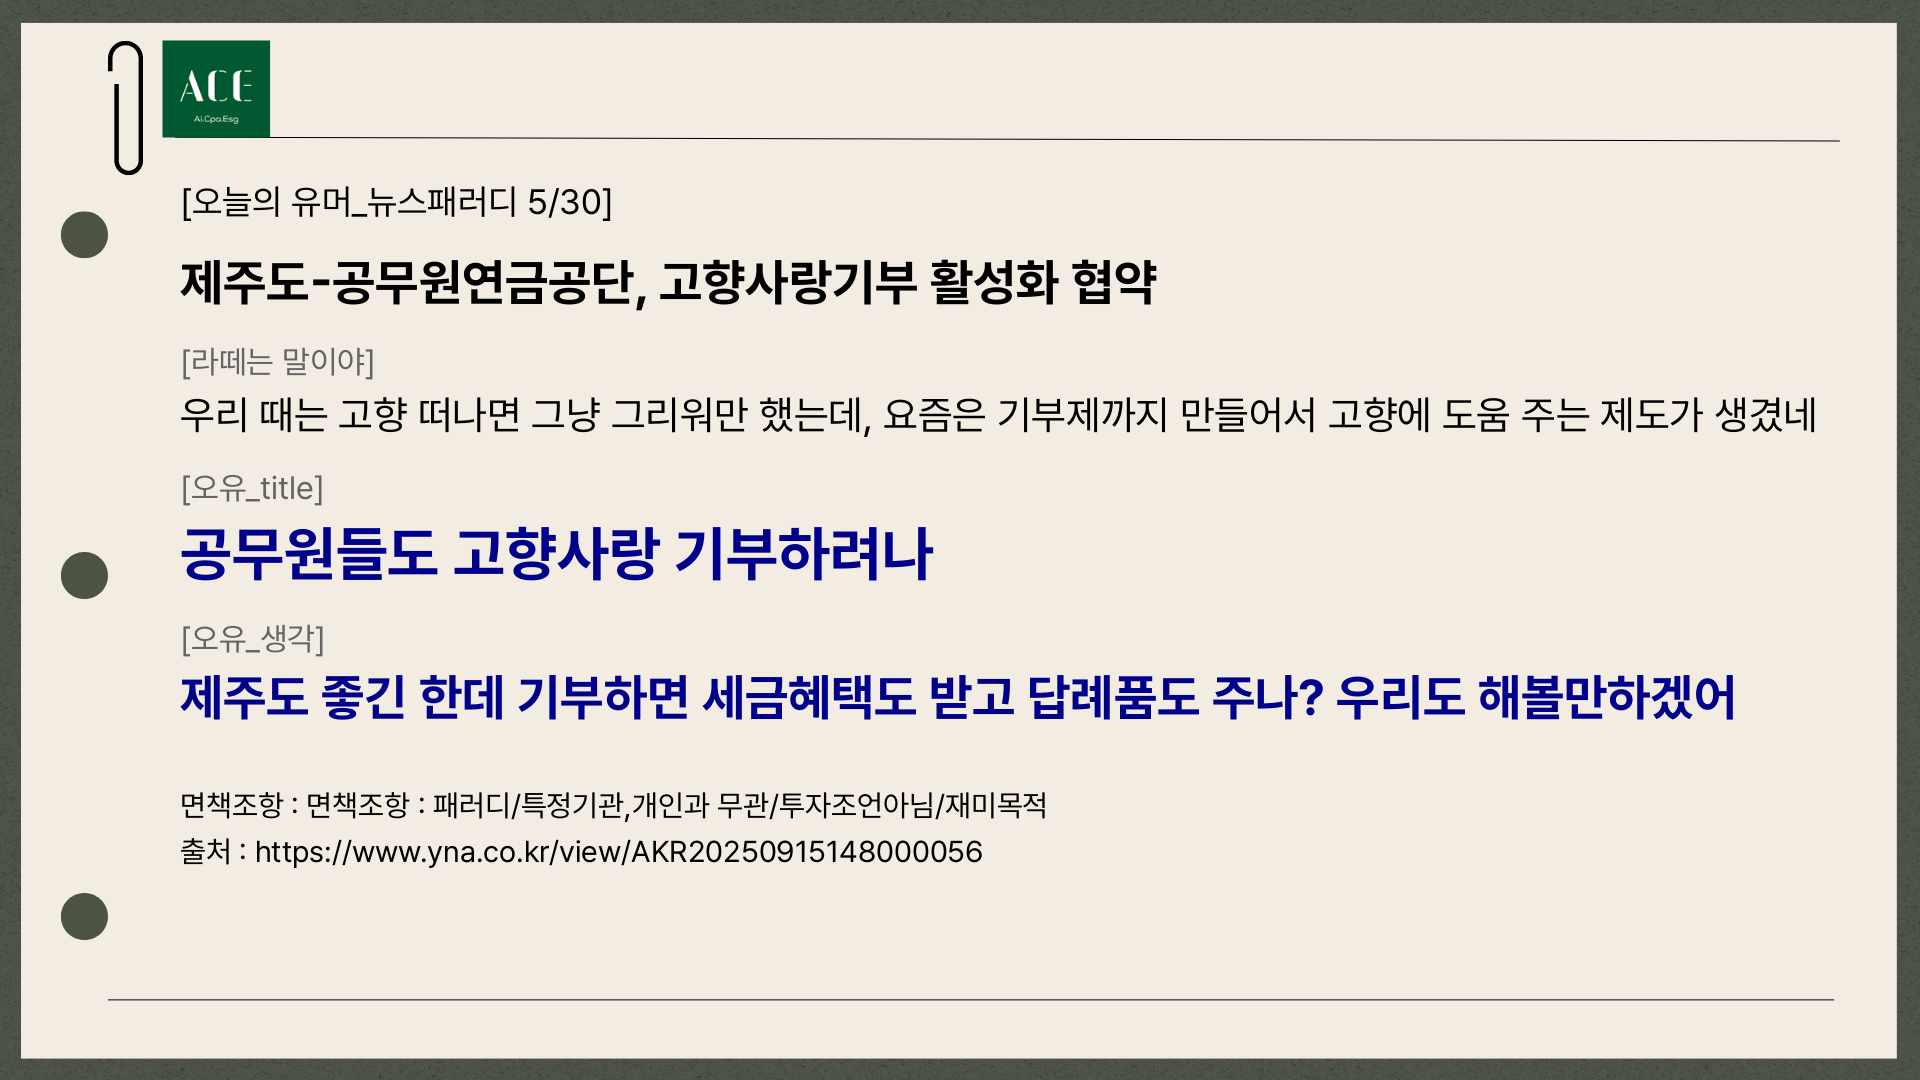 ACE
Ai.Cpa.Esg
[오늘의 유머_뉴스패러디 5/30]
제주도-공무원연금공단, 고향사랑기부 활성화 협약
[라떼는 말이야]
우리 때는 고향 떠나면 그냥 그리워만 했는데, 요즘은 기부제까지 만들어서 고향에 도움 주는 제도가 생겼네
[오유_title]
공무원들도 고향사랑 기부하려나
[오유_생각]
제주도 좋긴 한데 기부하면 세금혜택도 받고 답례품도 주나? 우리도 해볼만하겠어
면책조항 : 면책조항 : 패러디/특정기관,개인과 무관/투자조언아님/재미목적
출처 : https://www.yna.co.kr/view/AKR20250915148000056